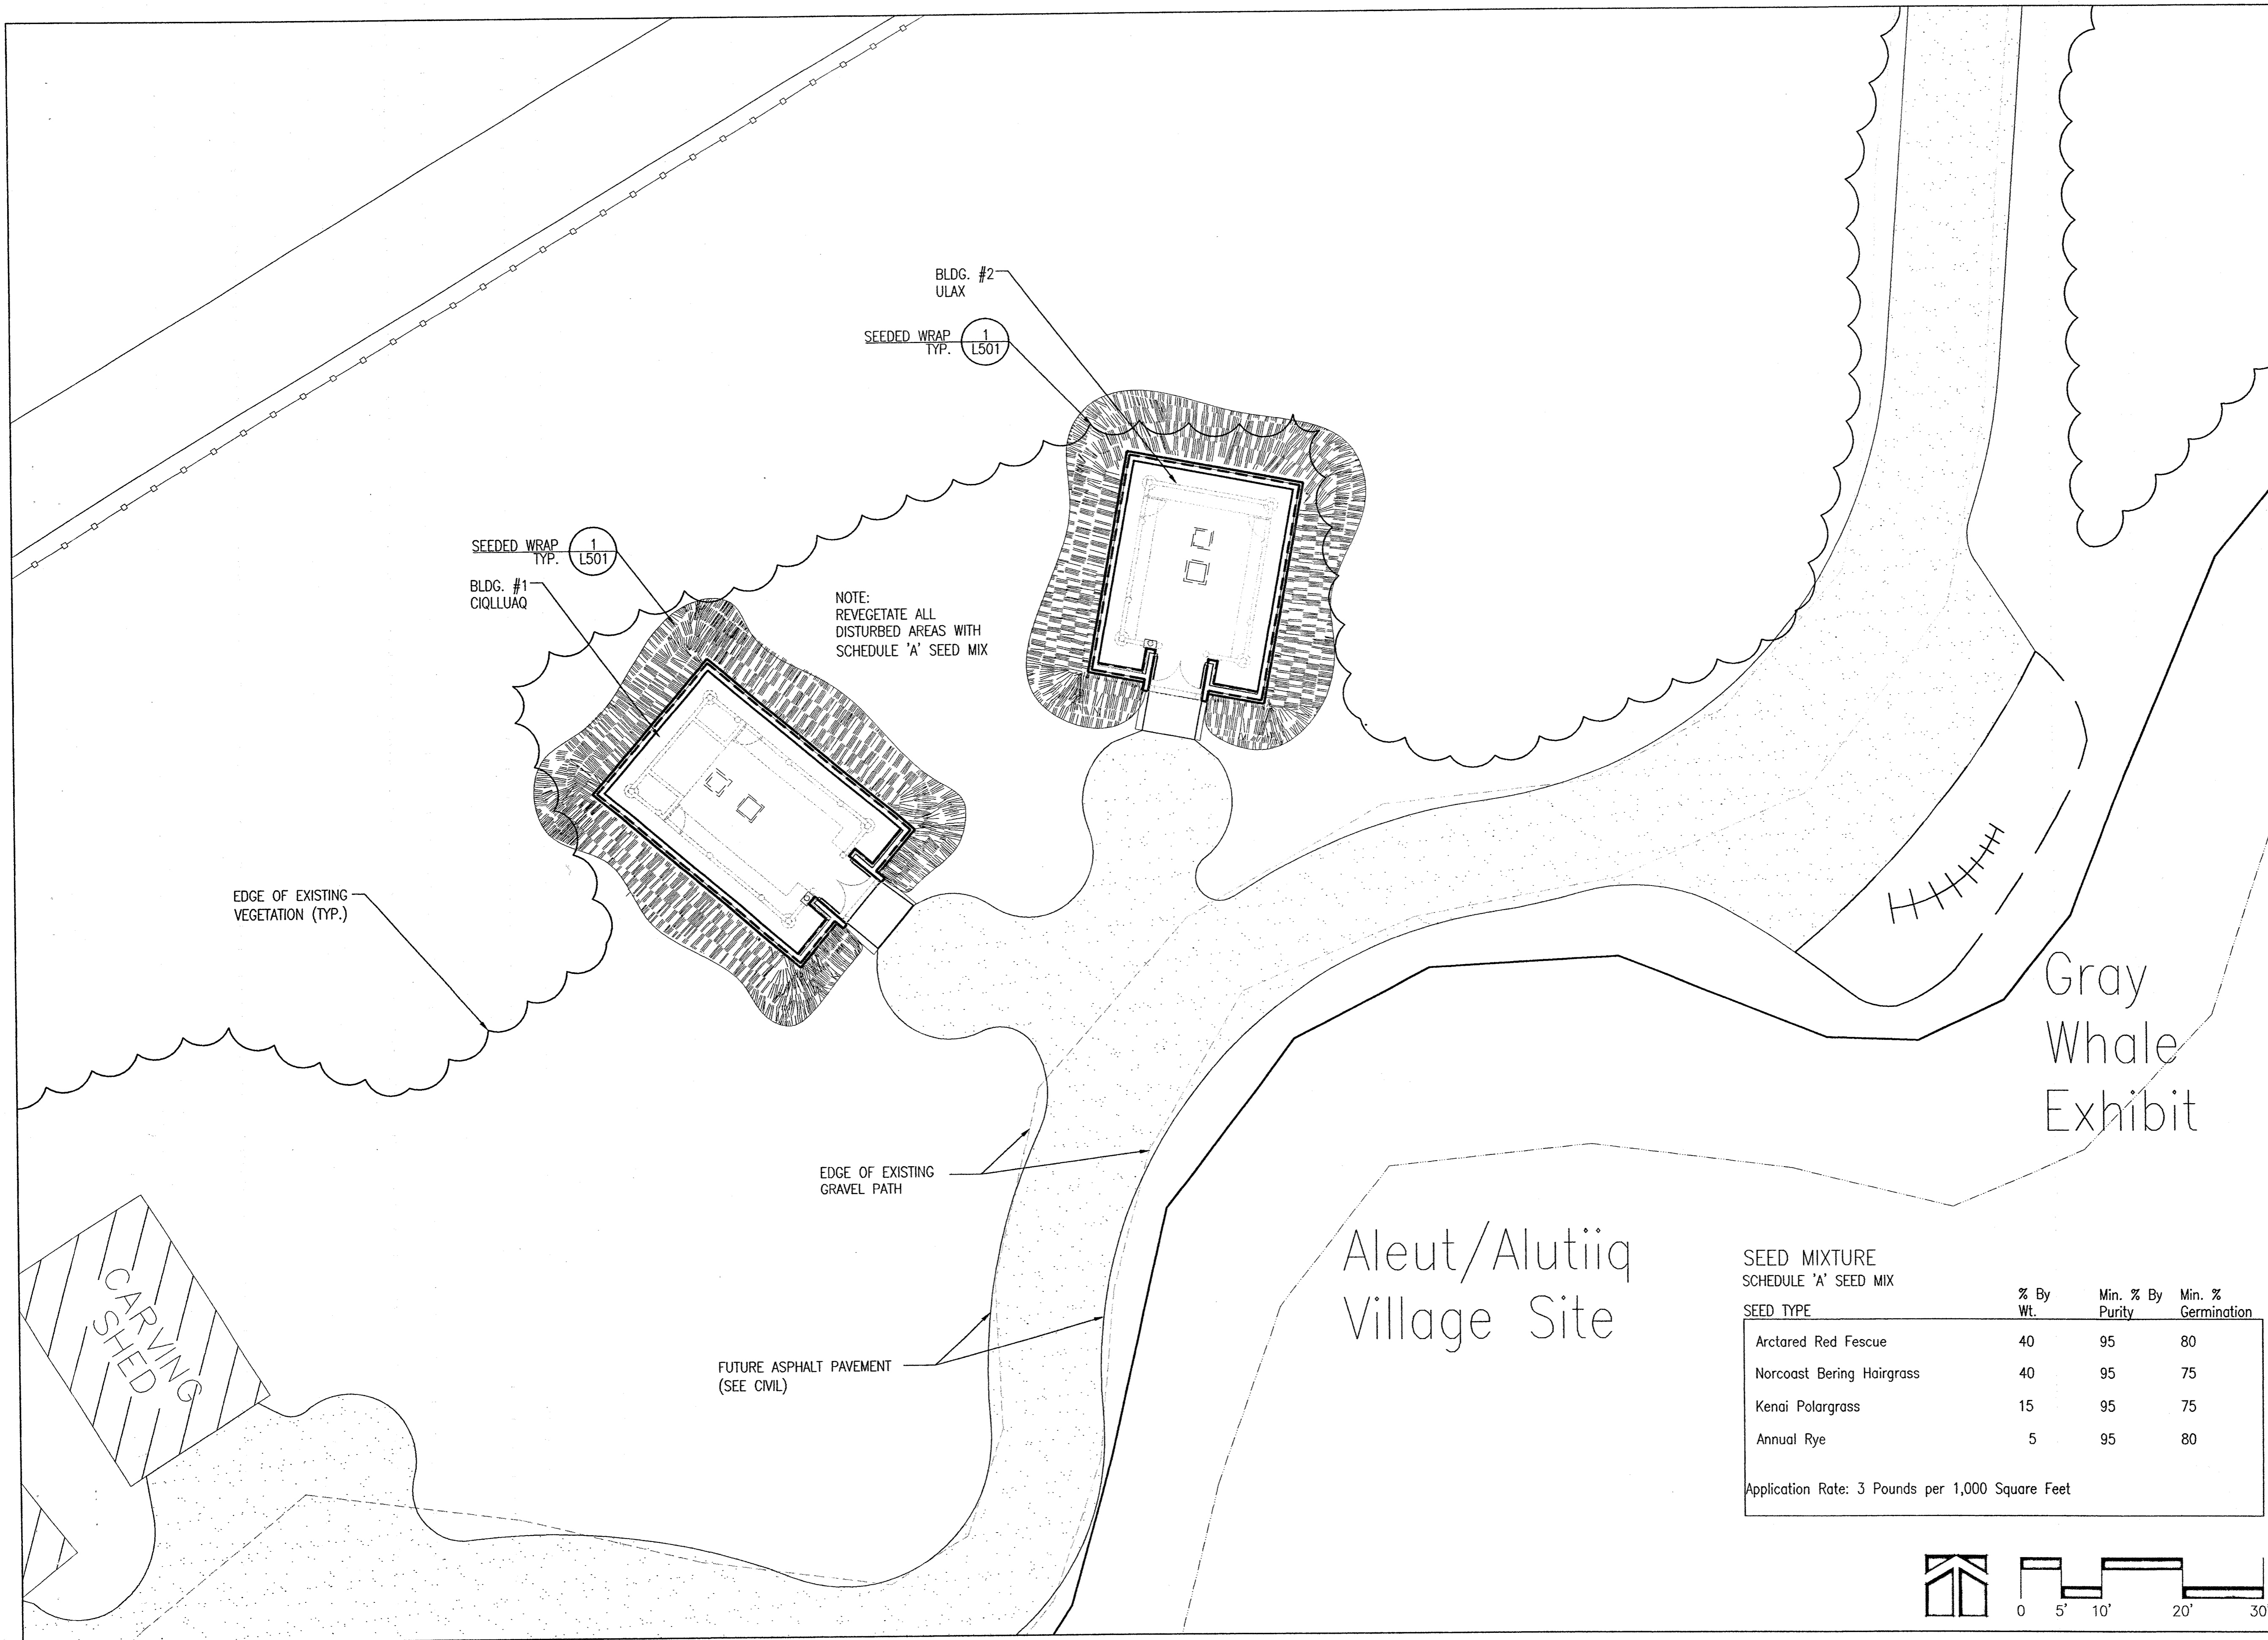 BLDG. #2
ULAX
SEEDED WRAP
TYP.
1
L501
SEEDED WRAP
TYP.
1
L501
BLDG. #1
CIQLLUAQ
NOTE:
REVEGETATE ALL
DISTURBED AREAS WITH
SCHEDULE 'A' SEED MIX
EDGE OF EXISTING
VEGETATION (TYP.)
Gray
Whale
Exhibit
EDGE OF EXISTING
GRAVEL PATH
Aleut/Alutiiq
Village Site
CARVING
SHED
FUTURE ASPHALT PAVEMENT
(SEE CIVIL)
SEED MIXTURE
SCHEDULE 'A' SEED MIX
SEED TYPE % By Wt. Min. % By Purity Min. % Germination
Arctared Red Fescue 40 95 80
Norcoast Bering Hairgrass 40 95 75
Kenai Polargrass 15 95 75
Annual Rye 5 95 80
Application Rate: 3 Pounds per 1,000 Square Feet
0 5' 10' 20' 30'